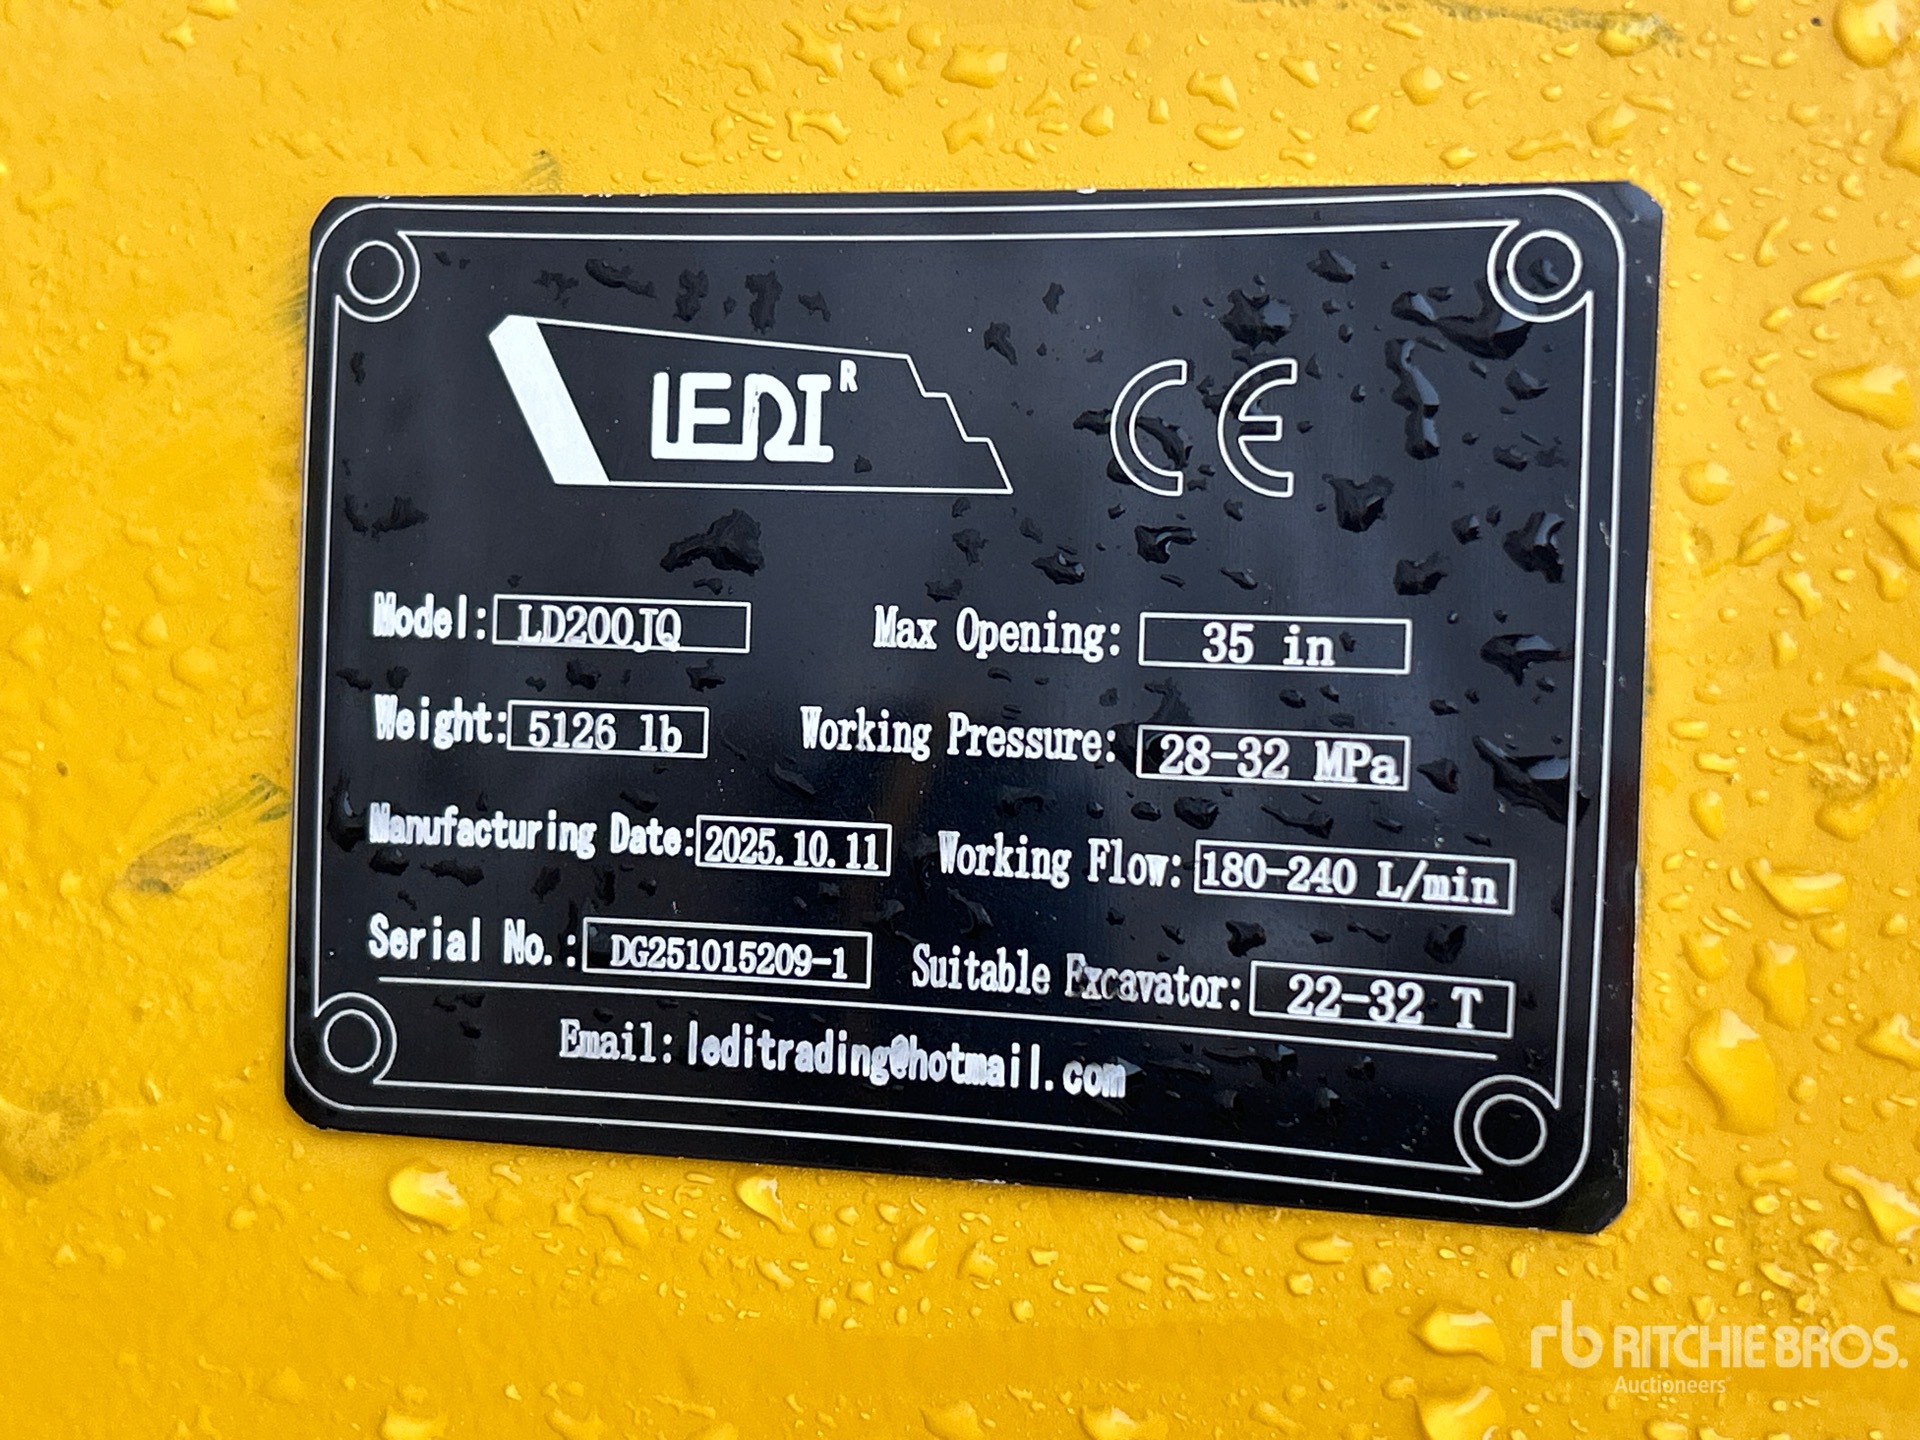 LEDI R CE
Model: LD200JQ Max Opening: 35 in
Weight: 5126 lb Working Pressure: 28-32 MPa
Manufacturing Date: 2025.10.11 Working Flow: 180-240 L/min
Serial No.: DG251015209-1 Suitable Excavator: 22-32 T
Email: leditrading@hotmail.com
rb RITCHIE BROS.
Auctioneers